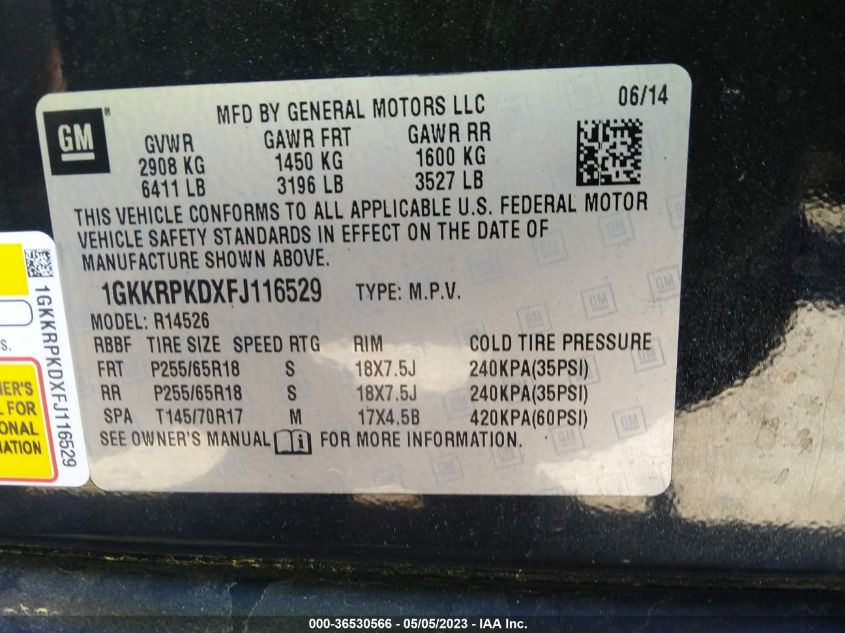 MFD BY GENERAL MOTORS LLC 06/14
GM
GVWR GAWR FRT GAWR RR
2908 KG 1450 KG 1600 KG
6411 LB 3196 LB 3527 LB
THIS VEHICLE CONFORMS TO ALL APPLICABLE U.S. FEDERAL MOTOR
VEHICLE SAFETY STANDARDS IN EFFECT ON THE DATE OF
MANUFACTURE SHOWN ABOVE.
1GKKRPKDXFJ116529 TYPE: M.P.V.
MODEL: R14526
RBBF TIRE SIZE SPEED RTG RIM COLD TIRE PRESSURE
FRT P255/65R18 S 18X7.5J 240KPA(35PSI)
RR P255/65R18 S 18X7.5J 240KPA(35PSI)
SPA T145/70R17 M 17X4.5B 420KPA(60PSI)
SEE OWNER'S MANUAL FOR MORE INFORMATION.
1GKKRPKDXFJ116529
S.
NER'S
L FOR
ONAL
MATION
000-36530566 - 05/05/2023 - IAA Inc.